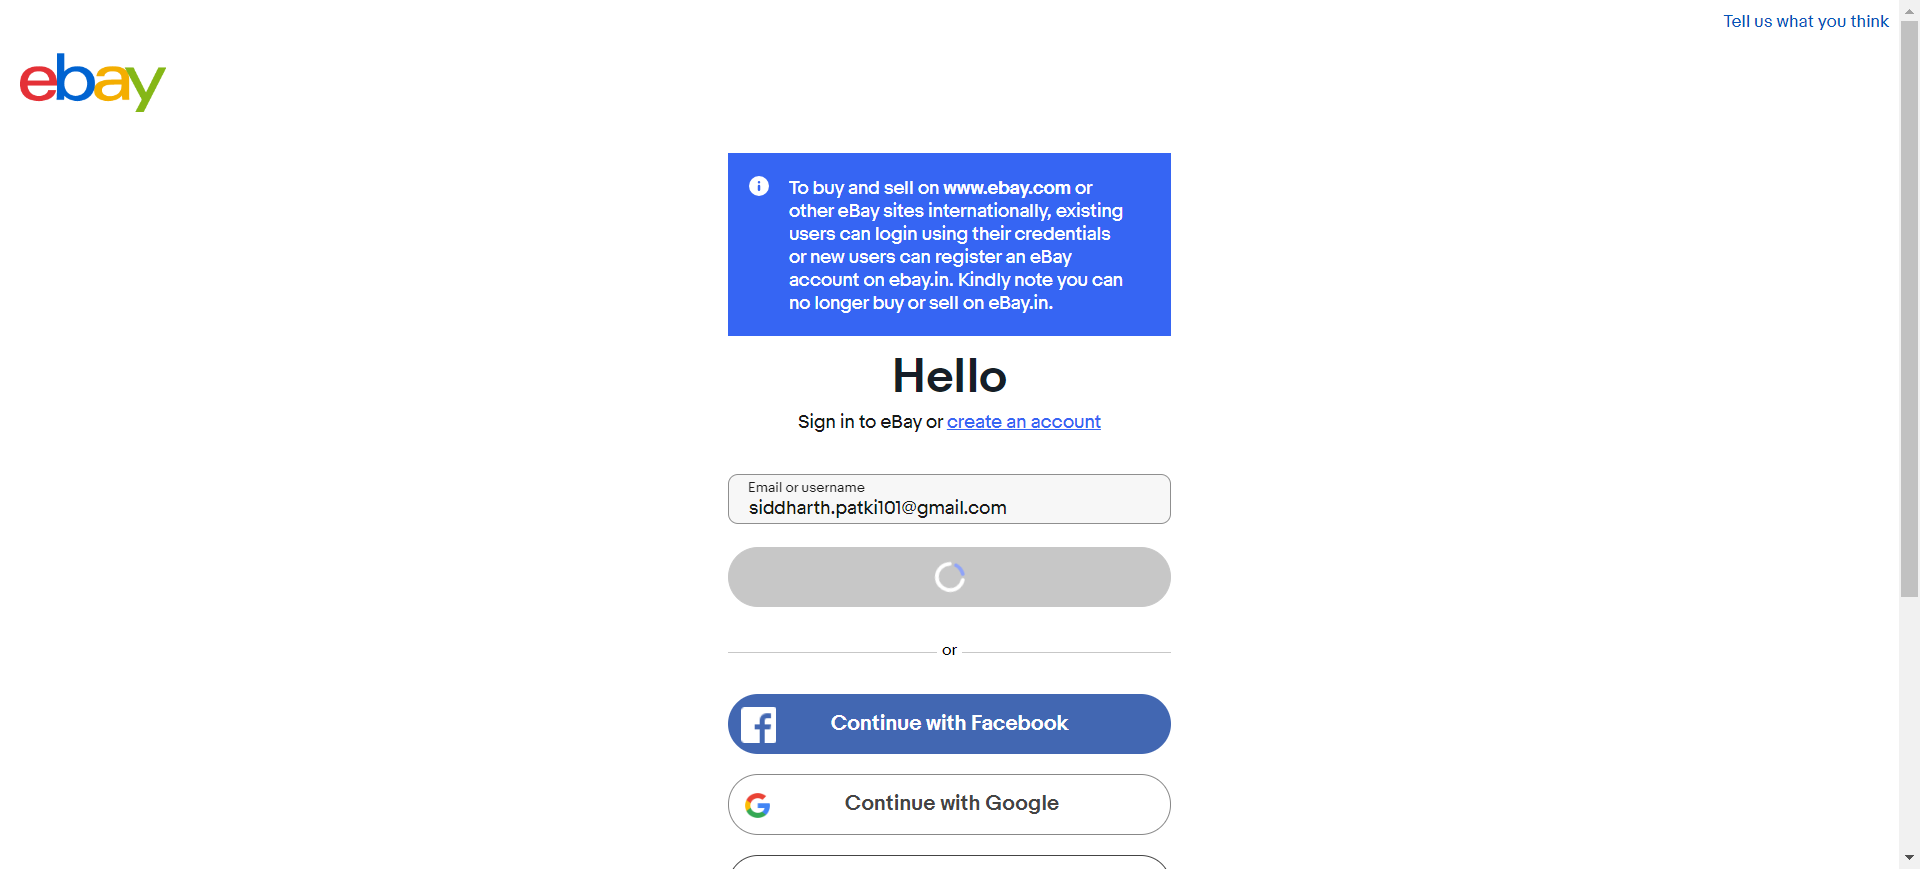 Tell us what you think
ebay
To buy and sell on www.ebay.com or
other eBay sites internationally, existing
users can login using their credentials
or new users can register an eBay
account on ebay.in. Kindly note you can
no longer buy or sell on eBay.in.
Hello
Sign in to eBay or create an account
Email or username
siddharth.patki101@gmail.com
or
Continue with Facebook
Continue with Google